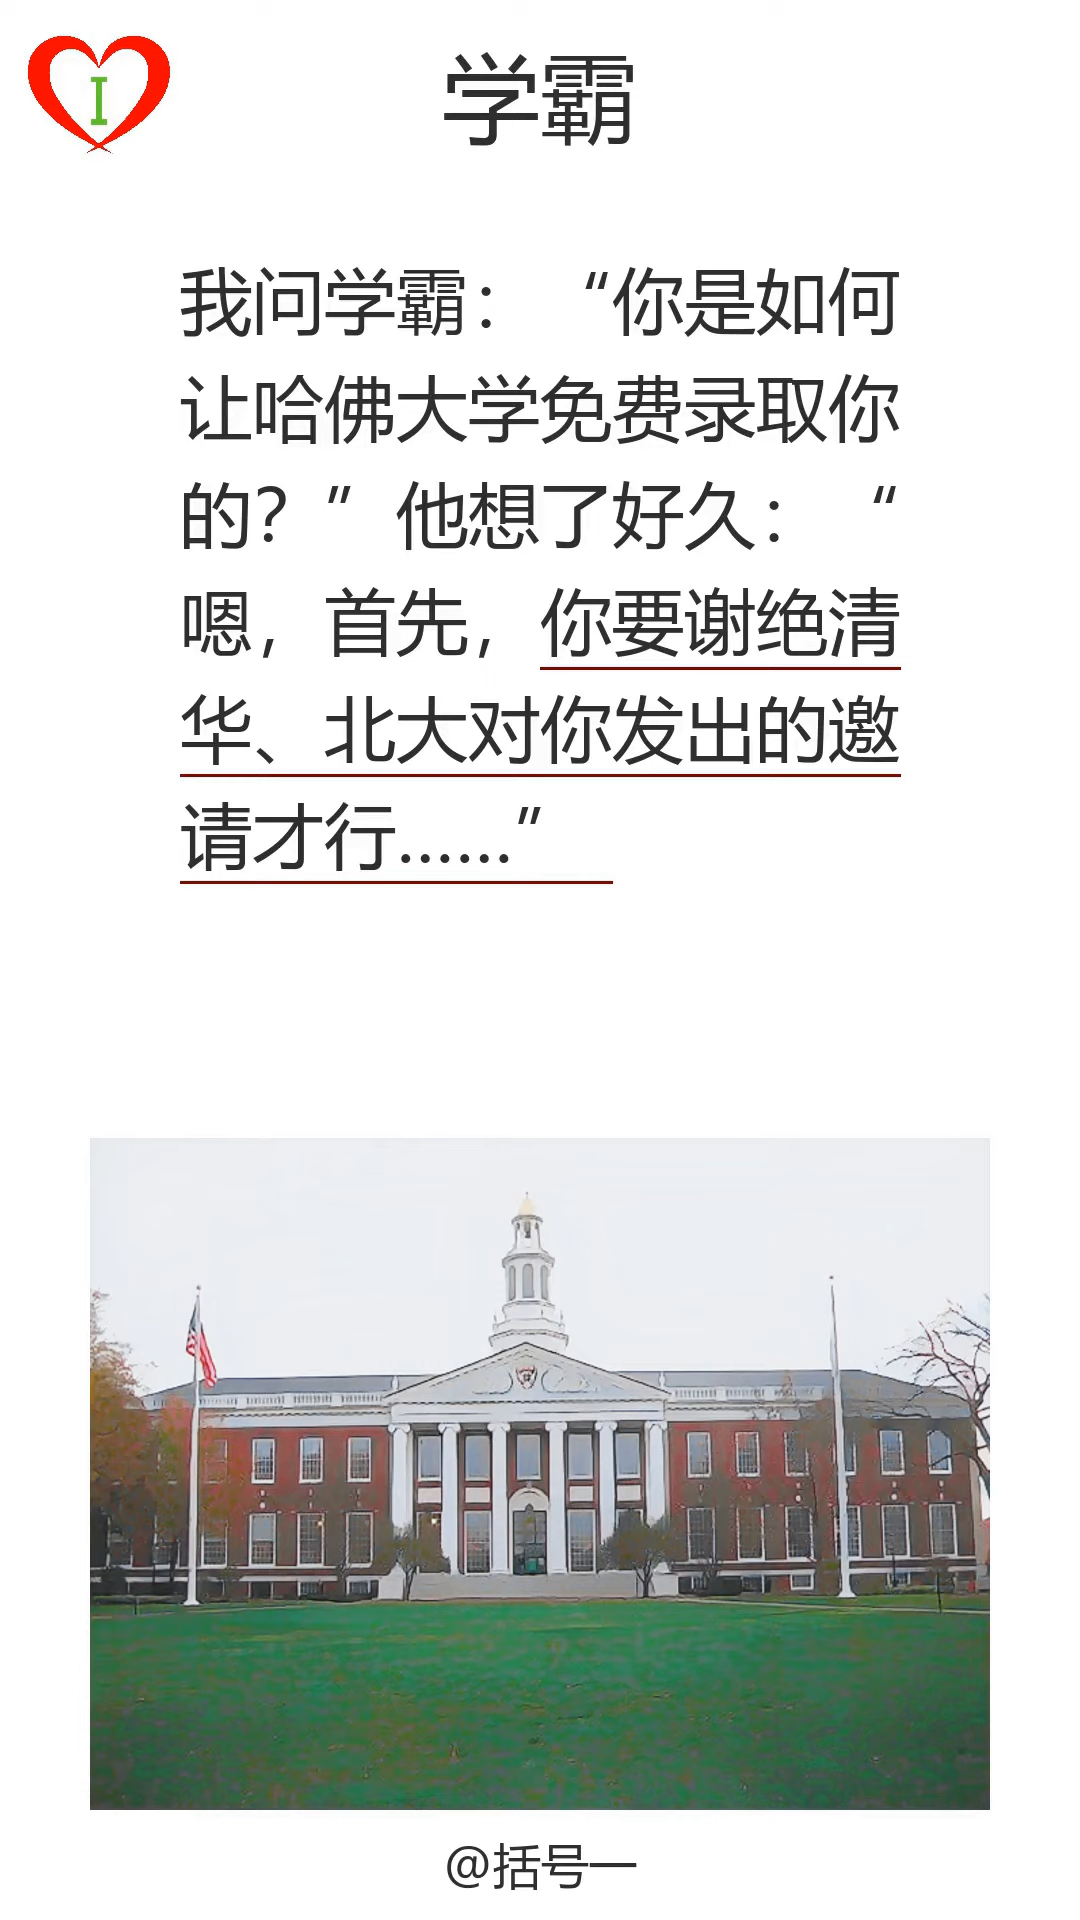 I
学霸
我问学霸：“你是如何
让哈佛大学免费录取你
的？”他想了好久：“
嗯，首先，你要谢绝清
华、北大对你发出的邀
请才行……”
@括号一